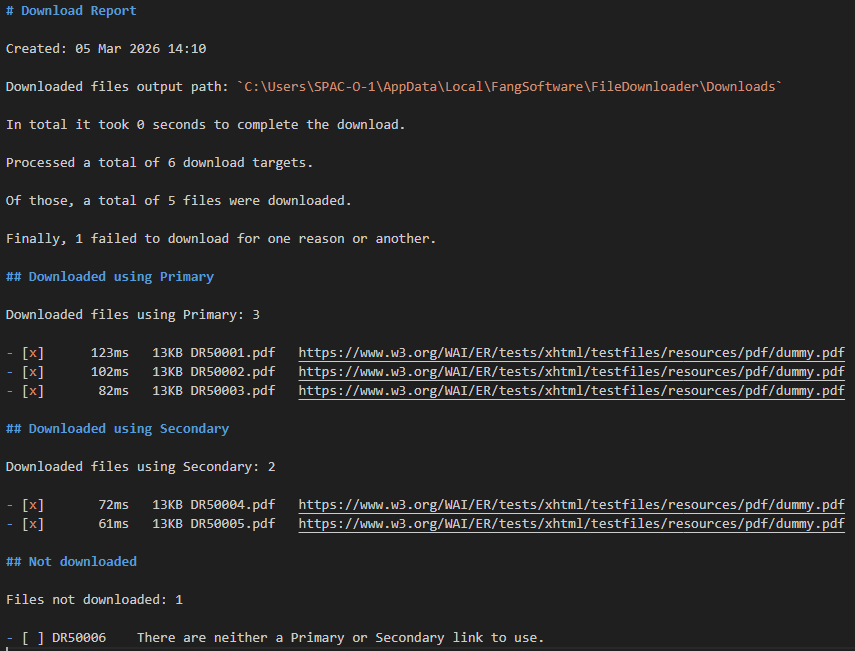 # Download Report
Created: 05 Mar 2026 14:10
Downloaded files output path: `C:\Users\SPAC-O-1\AppData\Local\FangSoftware\FileDownloader\Downloads`
In total it took 0 seconds to complete the download.
Processed a total of 6 download targets.
Of those, a total of 5 files were downloaded.
Finally, 1 failed to download for one reason or another.
## Downloaded using Primary
Downloaded files using Primary: 3
- [x]      123ms   13KB DR50001.pdf   https://www.w3.org/WAI/ER/tests/xhtml/testfiles/resources/pdf/dummy.pdf
- [x]      102ms   13KB DR50002.pdf   https://www.w3.org/WAI/ER/tests/xhtml/testfiles/resources/pdf/dummy.pdf
- [x]       82ms   13KB DR50003.pdf   https://www.w3.org/WAI/ER/tests/xhtml/testfiles/resources/pdf/dummy.pdf
## Downloaded using Secondary
Downloaded files using Secondary: 2
- [x]       72ms   13KB DR50004.pdf   https://www.w3.org/WAI/ER/tests/xhtml/testfiles/resources/pdf/dummy.pdf
- [x]       61ms   13KB DR50005.pdf   https://www.w3.org/WAI/ER/tests/xhtml/testfiles/resources/pdf/dummy.pdf
## Not downloaded
Files not downloaded: 1
- [ ] DR50006    There are neither a Primary or Secondary link to use.